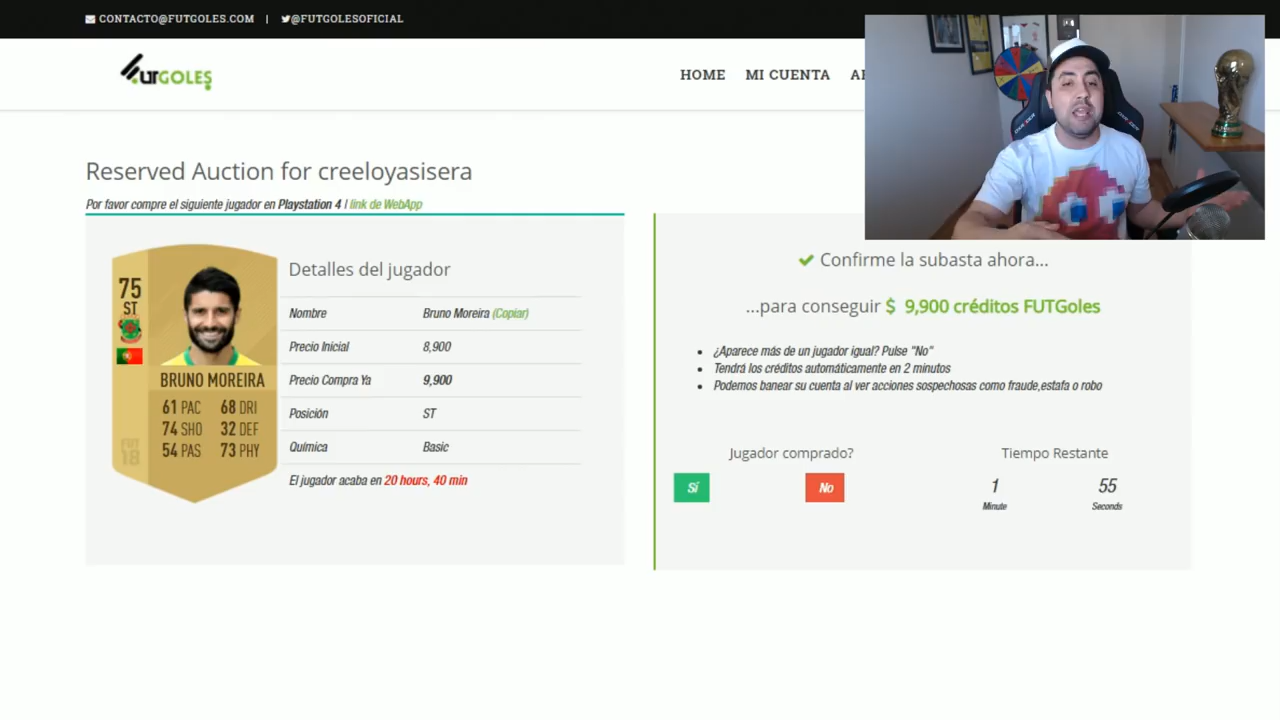 CONTACTO@FUTGOLES.COM | @FUTGOLESOFICIAL
FUTGOLES
HOME MI CUENTA
Reserved Auction for creeloyasisera
Por favor compre el siguiente jugador en Playstation 4 | link de WebApp
75
ST
BRUNO MOREIRA
61 PAC 68 DRI
74 SHO 32 DEF
54 PAS 73 PHY
FUT
18
Detalles del jugador
Nombre Bruno Moreira (Copiar)
Precio Inicial 8,900
Precio Compra Ya 9,900
Posición ST
Química Basic
El jugador acaba en 20 hours, 40 min
Confirme la subasta ahora...
...para conseguir $ 9,900 créditos FUTGoles
• ¿Aparece más de un jugador igual? Pulse "No"
• Tendrá los créditos automáticamente en 2 minutos
• Podemos banear su cuenta al ver acciones sospechosas como fraude,estafa o robo
Jugador comprado?
Sí No
Tiempo Restante
1 55
Minute Seconds